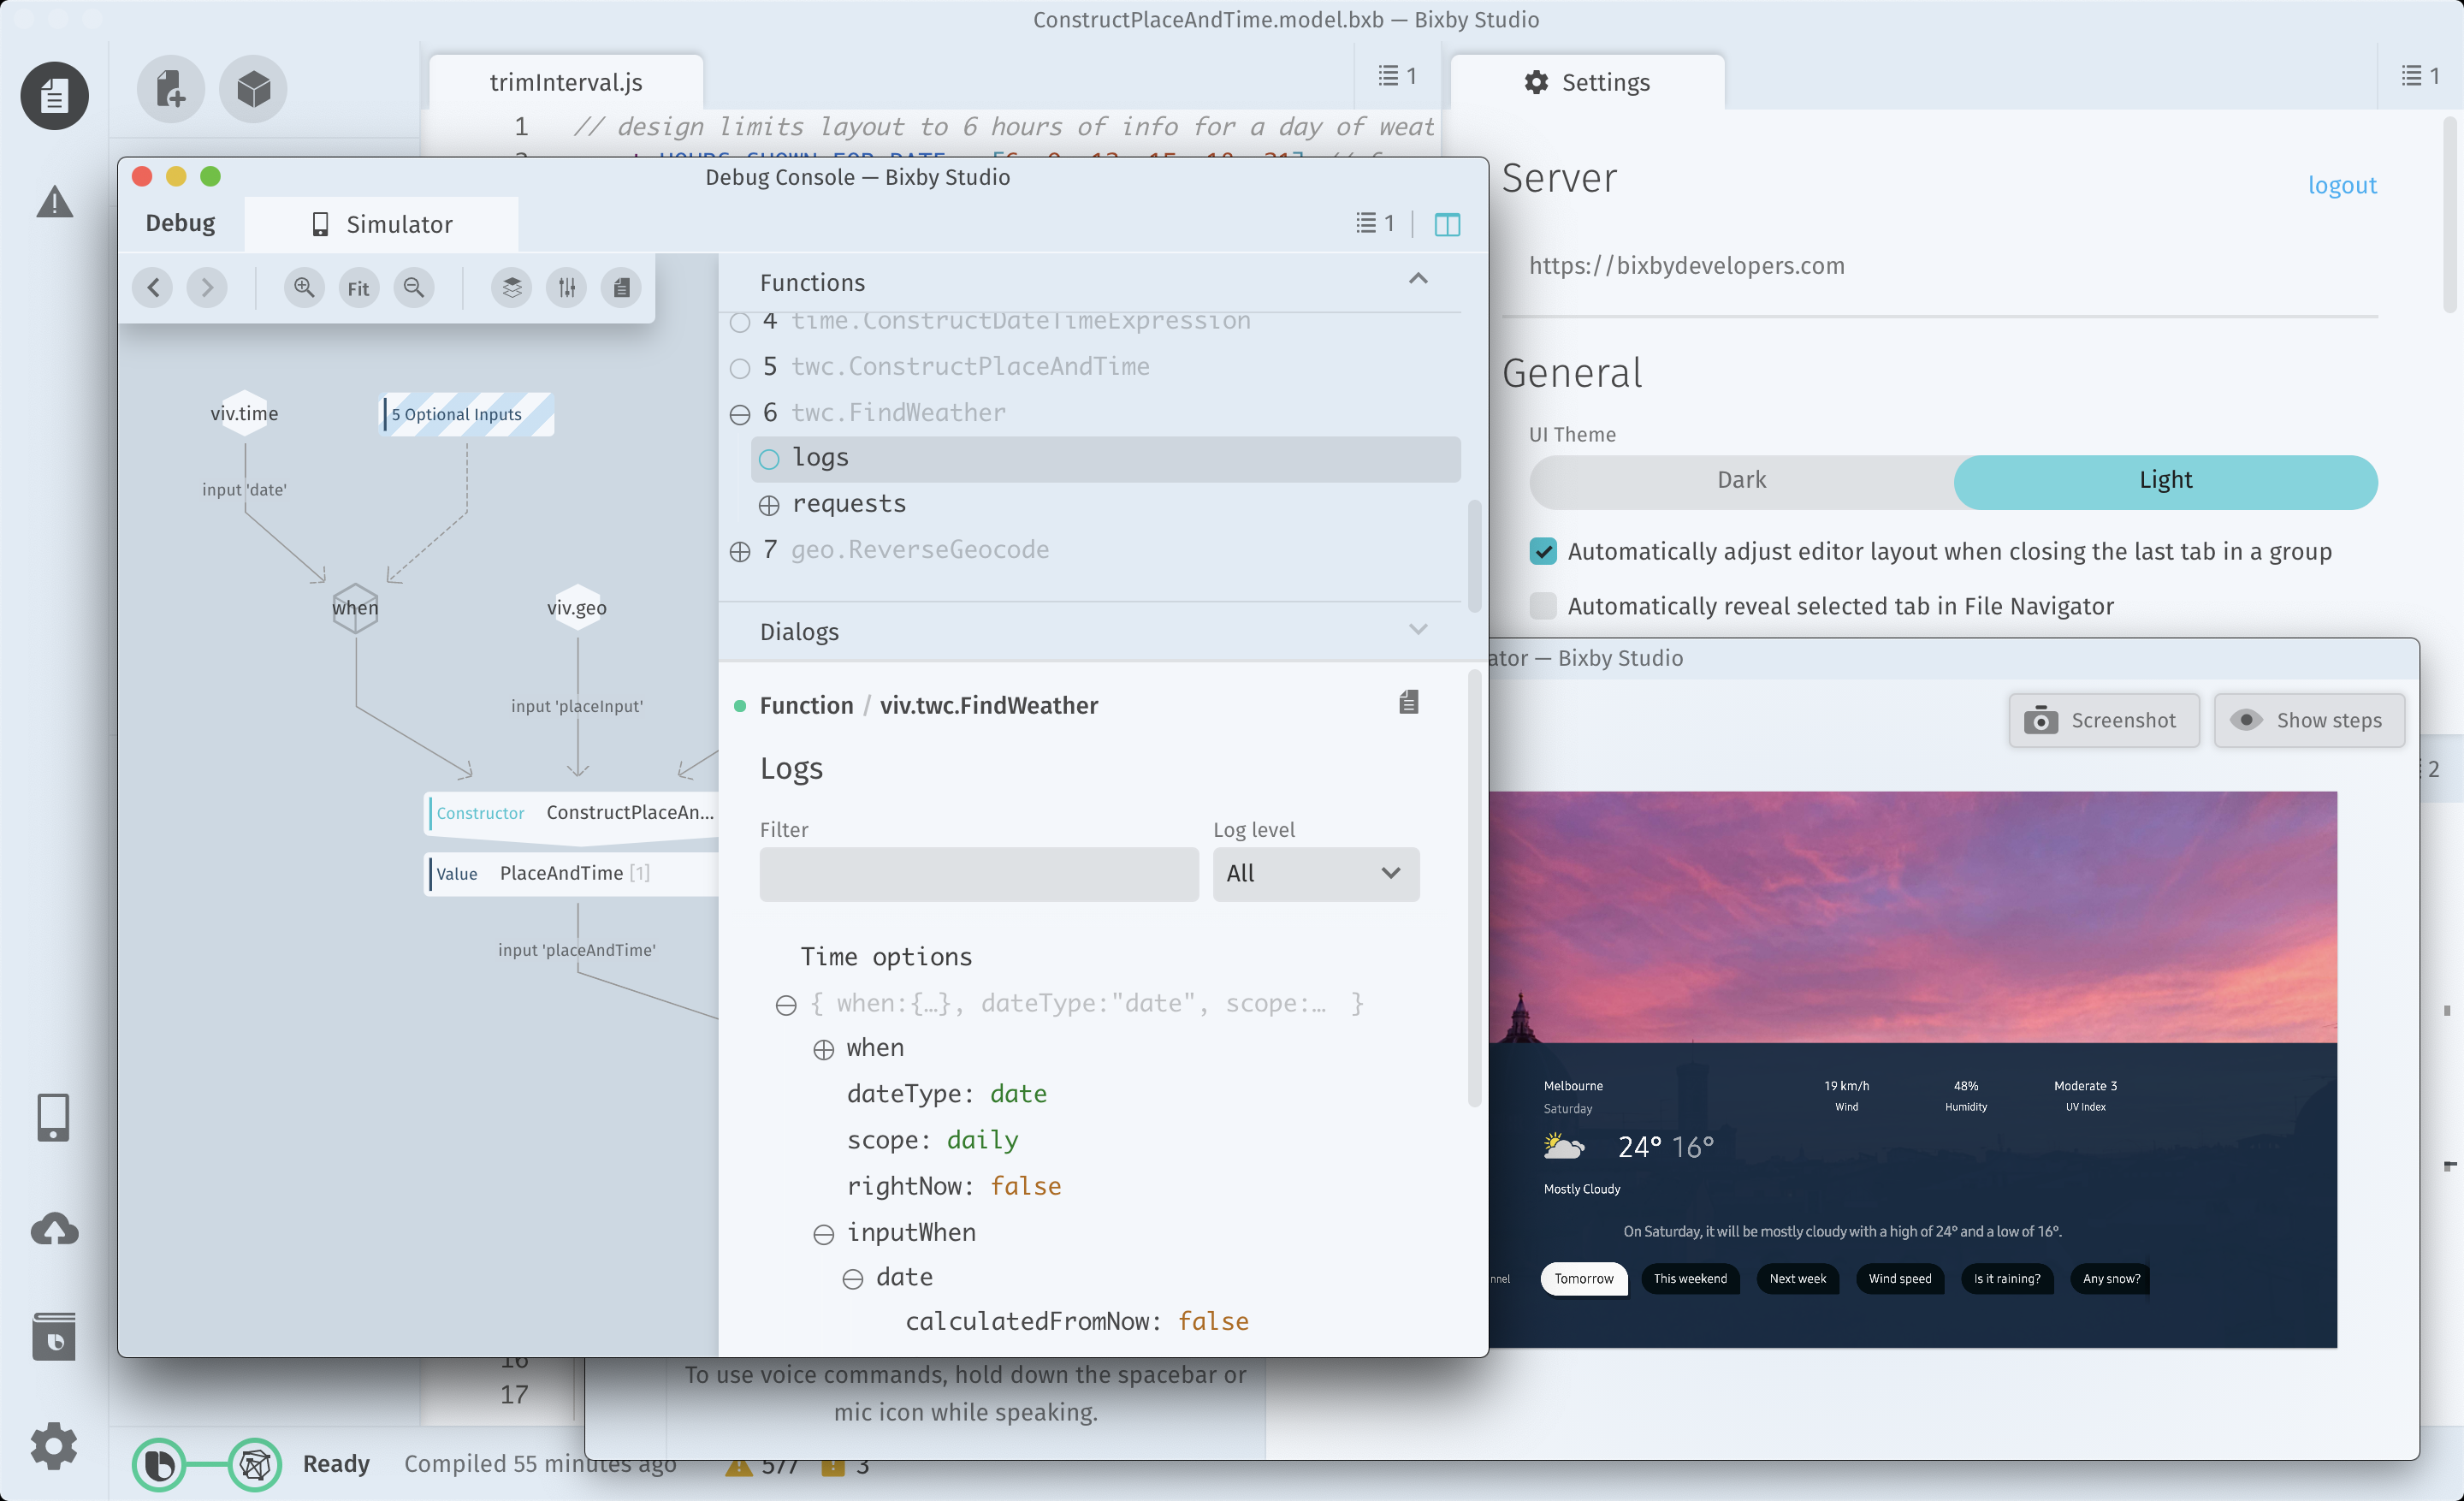 ConstructPlaceAndTime.model.bxb — Bixby Studio
trimInterval.js
1
Settings
1
1 // design limits layout to 6 hours of info for a day of weat
Debug Console — Bixby Studio
Debug
Simulator
1
Fit
viv.time
5 Optional Inputs
input 'date'
when
viv.geo
input 'placeInput'
Constructor ConstructPlaceAn...
Value PlaceAndTime [1]
input 'placeAndTime'
Functions
4 time.ConstructDateTimeExpression
5 twc.ConstructPlaceAndTime
6 twc.FindWeather
logs
requests
7 geo.ReverseGeocode
Dialogs
Function / viv.twc.FindWeather
Logs
Filter
Log level
All
Time options
{ when:{…}, dateType:"date", scope:… }
when
dateType: date
scope: daily
rightNow: false
inputWhen
date
calculatedFromNow: false
Server
logout
https://bixbydevelopers.com
General
UI Theme
Dark
Light
Automatically adjust editor layout when closing the last tab in a group
Automatically reveal selected tab in File Navigator
ator — Bixby Studio
Screenshot
Show steps
2
Melbourne
Saturday
19 km/h
Wind
48%
Humidity
Moderate 3
UV Index
24° 16°
Mostly Cloudy
On Saturday, it will be mostly cloudy with a high of 24° and a low of 16°.
nnel
Tomorrow
This weekend
Next week
Wind speed
Is it raining?
Any snow?
16
17
To use voice commands, hold down the spacebar or
mic icon while speaking.
Ready
Compiled 55 minutes ago
577
3